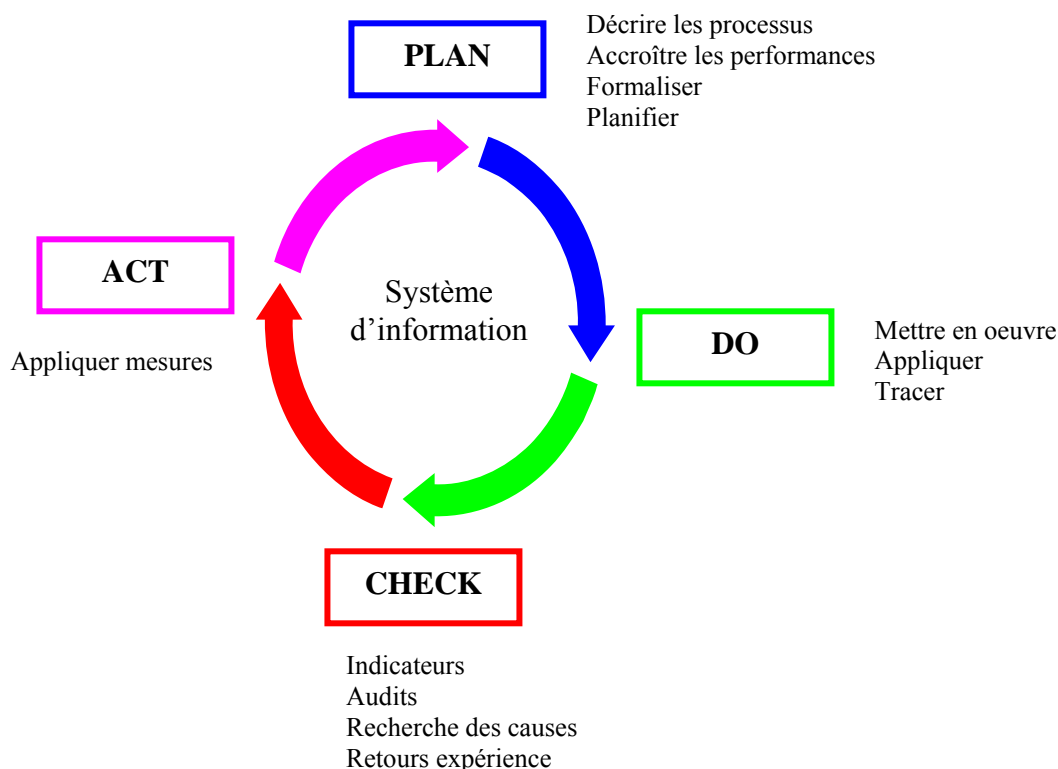 PLAN
Décrire les processus
Accroître les performances
Formaliser
Planifier
ACT
Appliquer mesures
Système
d’information
DO
Mettre en oeuvre
Appliquer
Tracer
CHECK
Indicateurs
Audits
Recherche des causes
Retours expérience